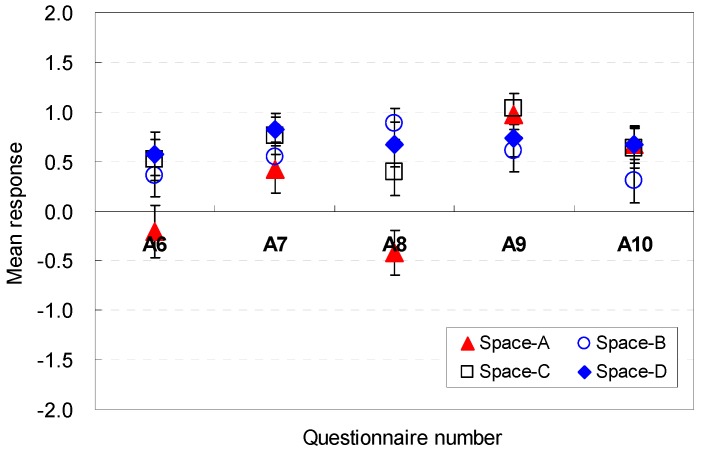 2.0
1.5
1.0
0.5
0.0
-0.5
-1.0
-1.5
-2.0
Mean response
A6 A7 A8 A9 A10
Space-A Space-B
Space-C Space-D
Questionnaire number